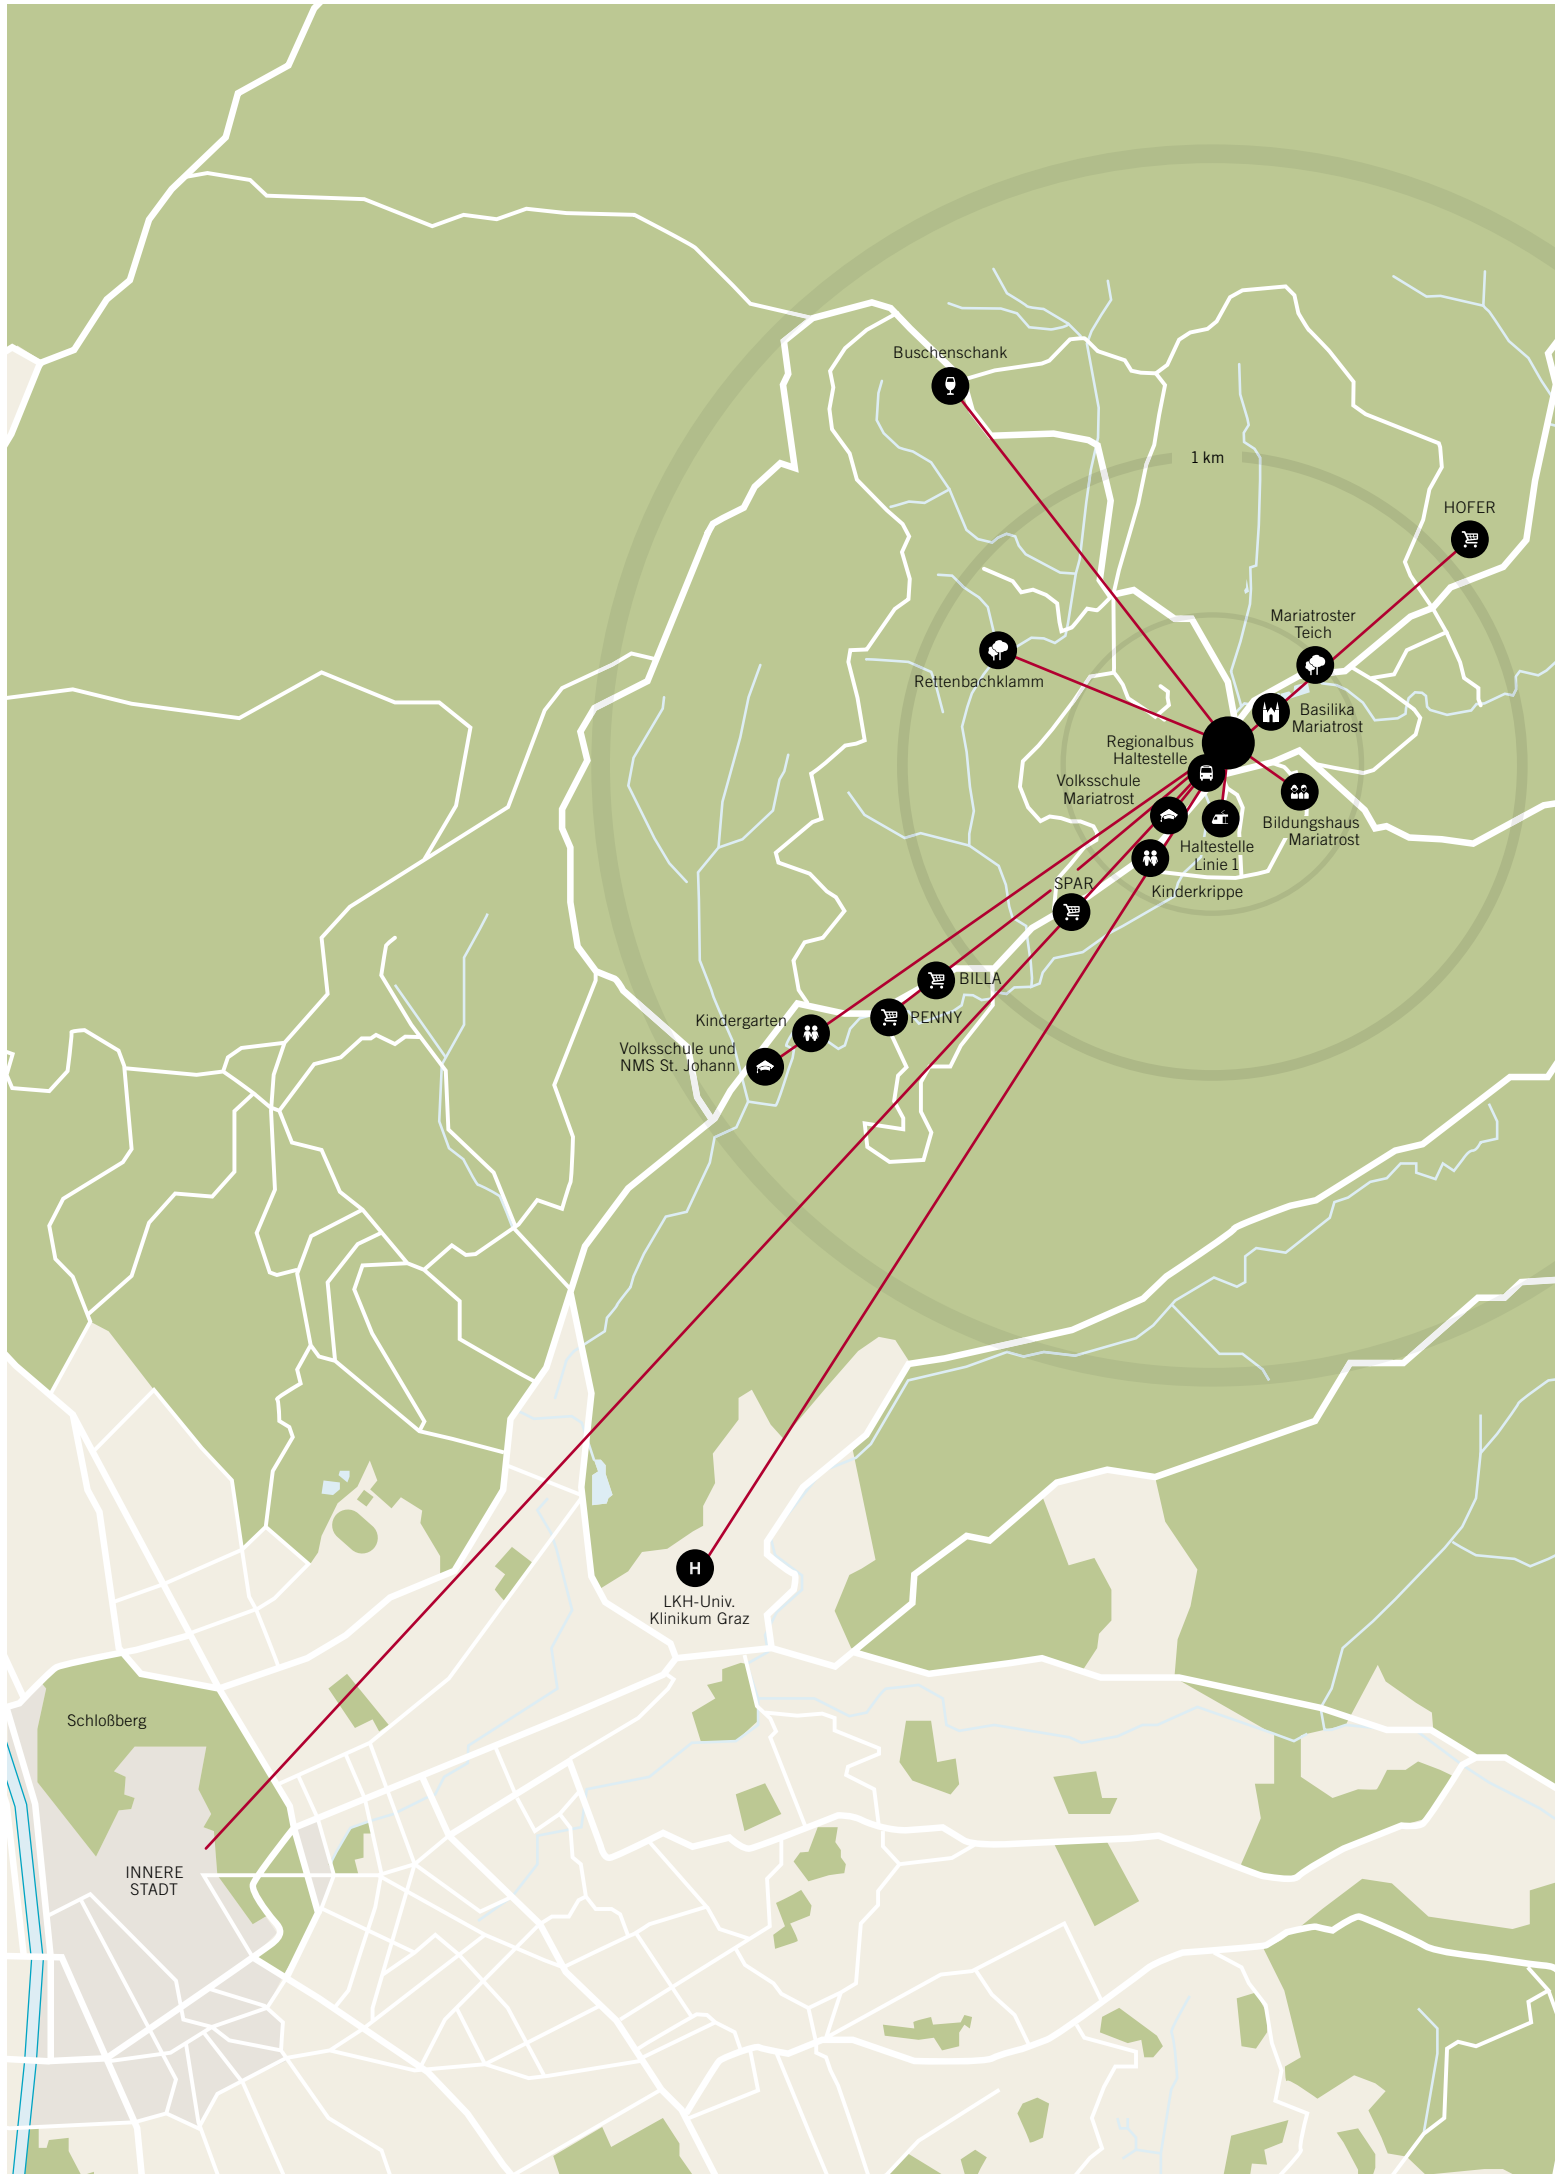 Buschenschank
1 km
HOFER
Mariatroster
Teich
Rettenbachklamm
Basilika
Mariatrost
Regionalbus
Haltestelle
Volksschule
Mariatrost
Bildungshaus
Mariatrost
Haltestelle
Linie 1
SPAR
Kinderkrippe
BILLA
PENNY
Kindergarten
Volksschule und
NMS St. Johann
H
LKH-Univ.
Klinikum Graz
Schloßberg
INNERE
STADT